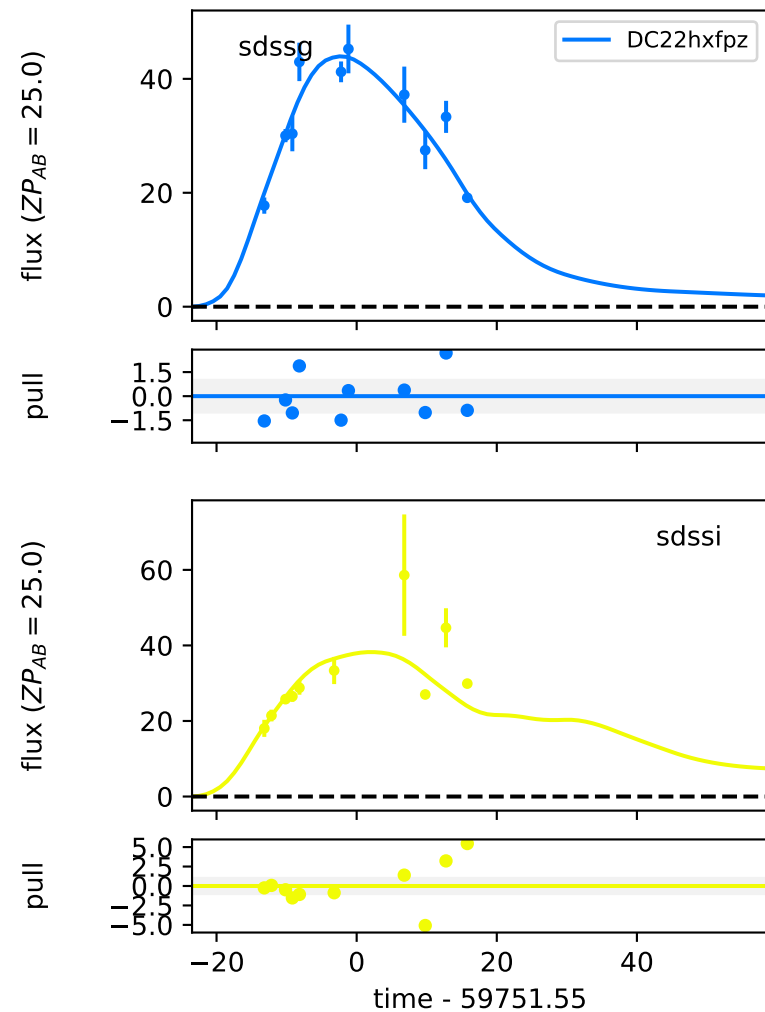 sdssg
DC22hxfpz
flux (ZP_AB = 25.0)
40
20
0
pull
1.5
0.0
−1.5
sdssi
flux (ZP_AB = 25.0)
60
40
20
0
pull
5.0
2.5
0.0
−2.5
−5.0
−20 0 20 40
time - 59751.55